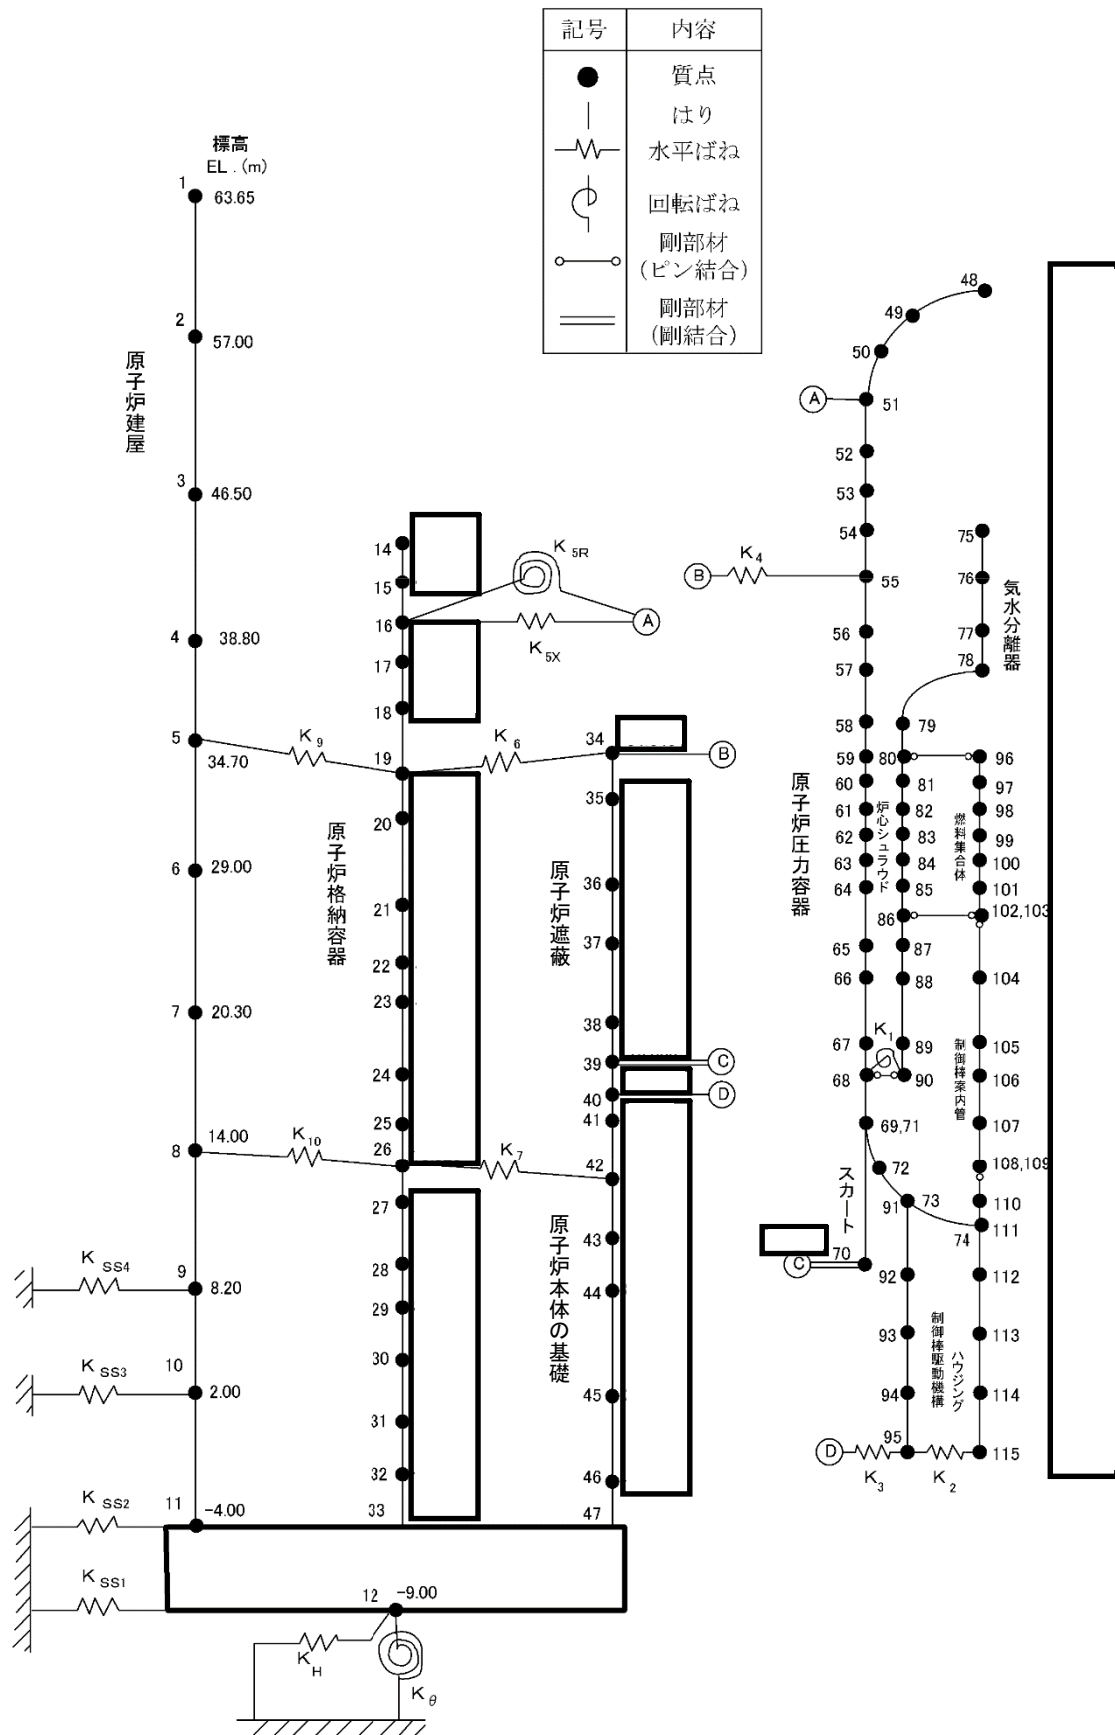 記号 内容
質点
はり
水平ばね
回転ばね
剛部材
(ピン結合)
剛部材
(剛結合)
標高
EL .(m)
1 63.65
2 57.00
3 46.50
4 38.80
5 34.70
6 29.00
7 20.30
8 14.00
9 8.20
10 2.00
11 -4.00
12 -9.00
原子炉建屋
K SS4
K SS3
K SS2
K SS1
K H
K θ
K 9
K 10
14
15
16
17
18
19
20
21
22
23
24
25
26
27
28
29
30
31
32
33
原子炉格納容器
K 5R
K 5X
A
K 6
K 7
34
B
35
36
37
38
39
C
40
D
41
42
43
44
45
46
47
原子炉遮蔽
原子炉本体の基礎
48
49
50
A
51
52
53
54
B
K 4
55
56
57
58
59
60
61
62
63
64
65
66
67
68
69,71
72
73
74
70
C
原子炉圧力容器
スカート
75
76
77
78
気水分離器
79
80
81
82
83
84
85
86
87
88
89
90
K 1
炉心シュラウド
96
97
98
99
100
101
102,103
燃料集合体
104
105
106
107
108,109
制御棒案内管
110
111
112
113
114
115
91
92
93
94
95
制御棒駆動機構
ハウジング
D
K 3
K 2